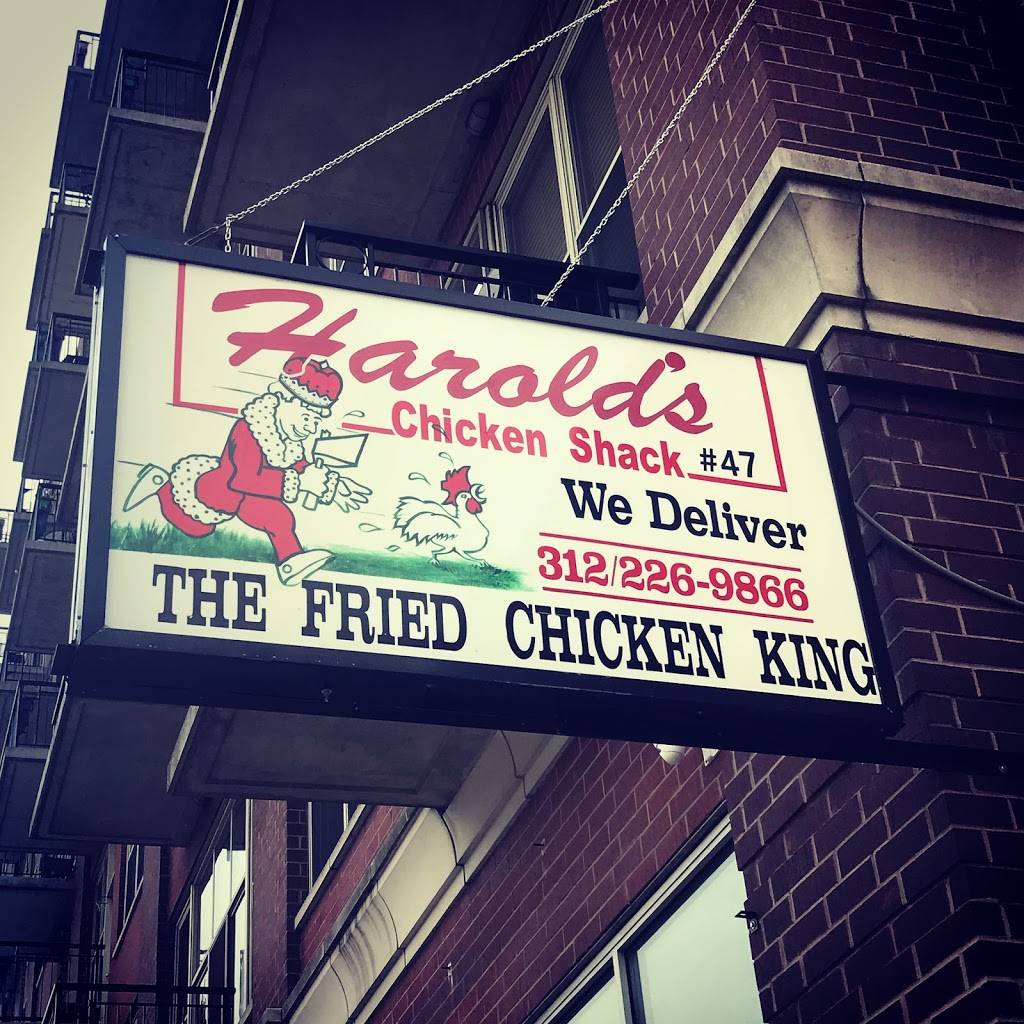 Harold's
Chicken Shack #47
We Deliver
312/226-9866
THE FRIED CHICKEN KING